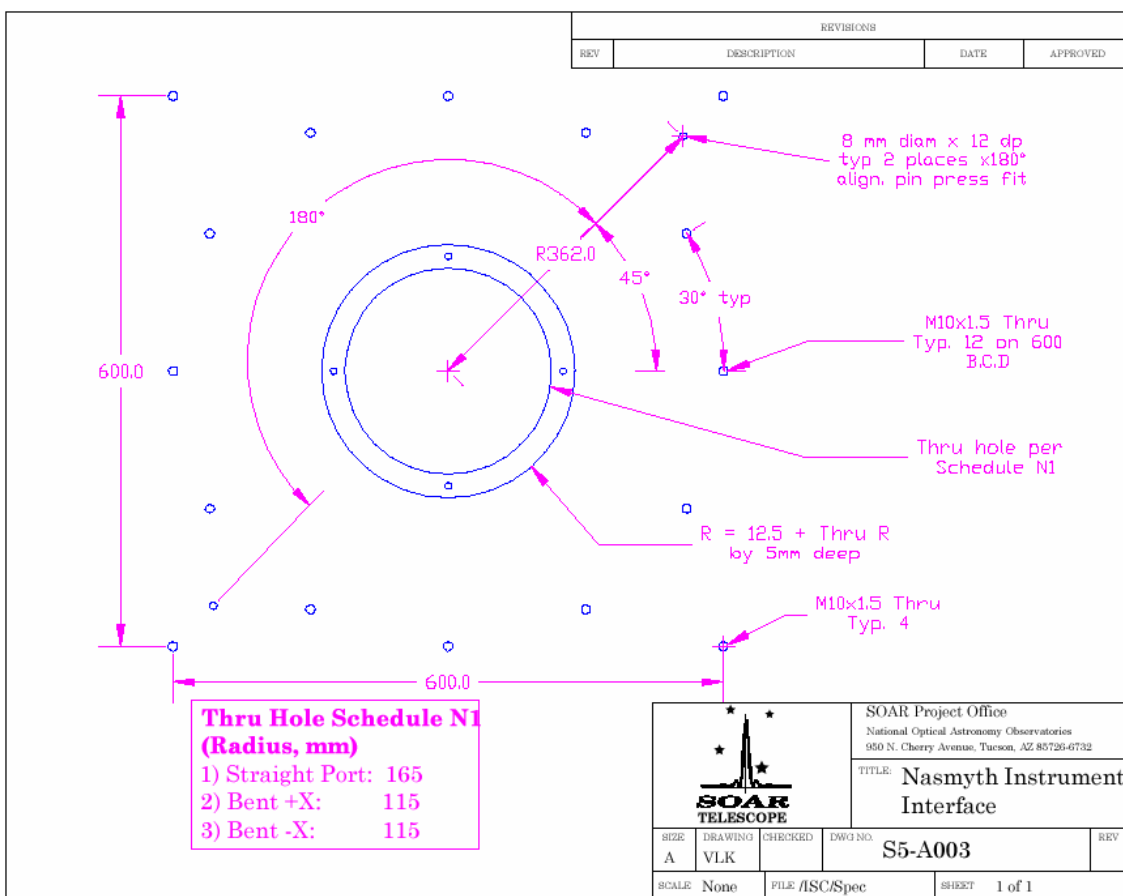 REVISIONS
REV DESCRIPTION DATE APPROVED
8 mm diam x 12 dp
typ 2 places x180°
align. pin press fit
180°
R362.0
45°
30° typ
600.0
M10x1.5 Thru
Typ. 12 on 600
B.C.D
Thru hole per
Schedule N1
R = 12.5 + Thru R
by 5mm deep
M10x1.5 Thru
Typ. 4
600.0
Thru Hole Schedule N1
(Radius, mm)
1) Straight Port: 165
2) Bent +X: 115
3) Bent -X: 115
SOAR
TELESCOPE
SOAR Project Office
National Optical Astronomy Observatories
950 N. Cherry Avenue, Tucson, AZ 85726-6732
TITLE: Nasmyth Instrument
Interface
SIZE DRAWING CHECKED DWG NO. REV
A VLK S5-A003
SCALE None FILE /ISC/Spec SHEET 1 of 1